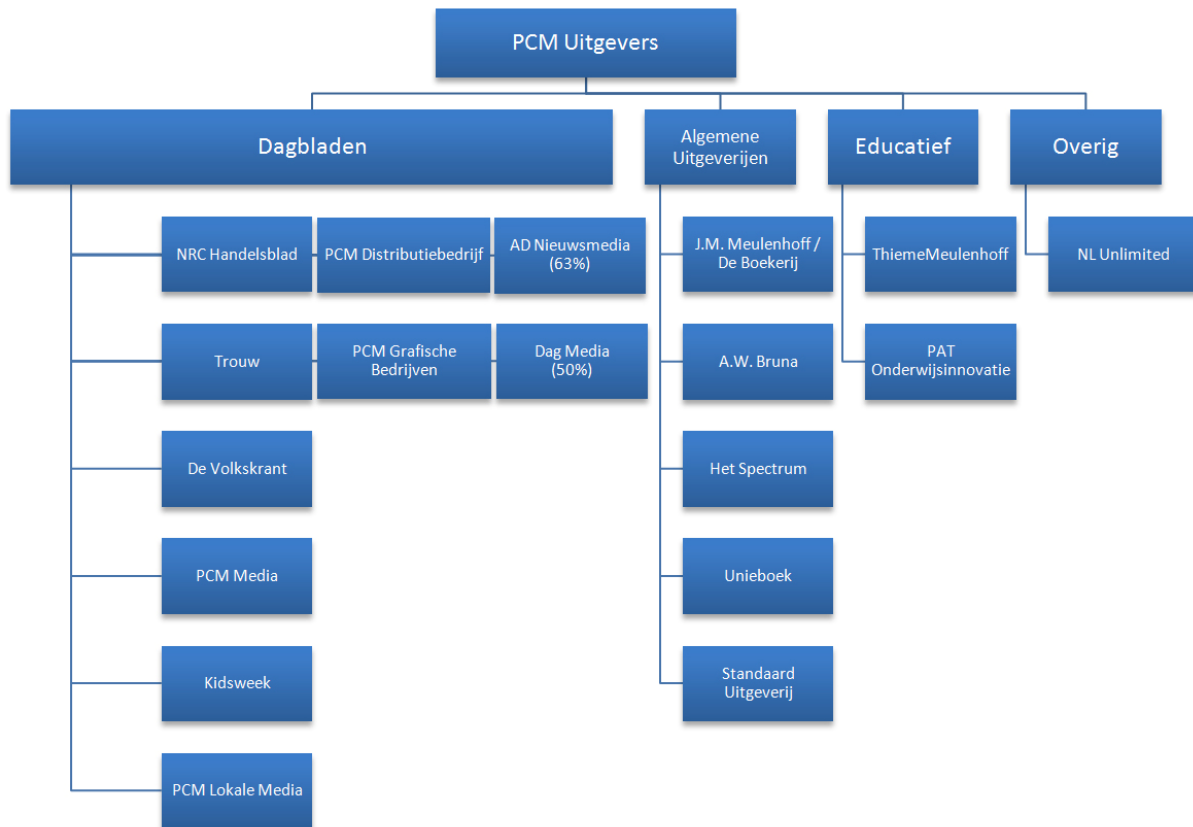 PCM Uitgevers
Dagbladen
Algemene
Uitgeverijen
Educatief
Overig
NRC Handelsblad
PCM Distributiebedrijf
AD Nieuwsmedia
(63%)
J.M. Meulenhoff /
De Boekerij
ThiemeMeulenhoff
NL Unlimited
Trouw
PCM Grafische
Bedrijven
Dag Media
(50%)
A.W. Bruna
PAT
Onderwijsinnovatie
De Volkskrant
Het Spectrum
PCM Media
Unieboek
Kidsweek
Standaard
Uitgeverij
PCM Lokale Media